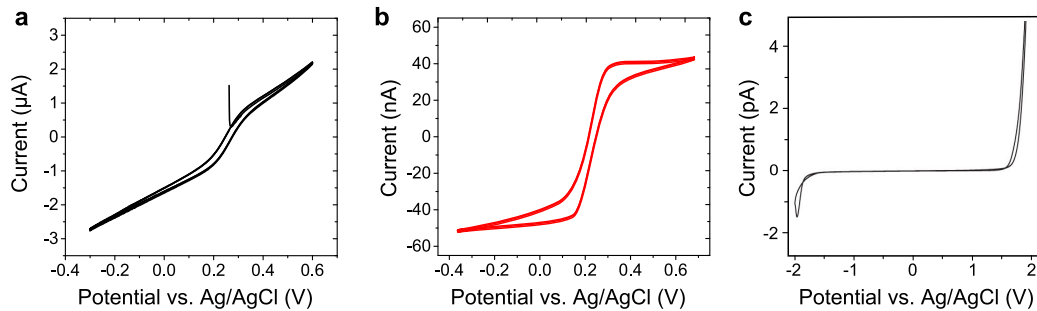 a
Current (µA)
3
2
1
0
-1
-2
-3
-0.4 -0.2 0.0 0.2 0.4 0.6
Potential vs. Ag/AgCl (V)
b
Current (nA)
60
40
20
0
-20
-40
-60
-0.4 -0.2 0.0 0.2 0.4 0.6
Potential vs. Ag/AgCl (V)
c
Current (pA)
4
2
0
-2
-2 -1 0 1 2
Potential vs. Ag/AgCl (V)